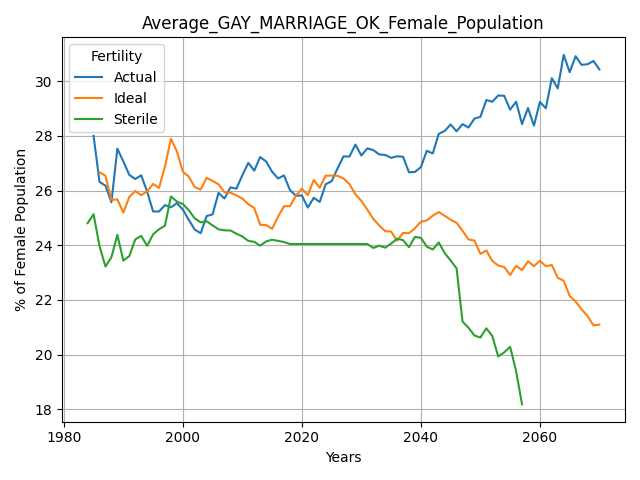 Average_GAY_MARRIAGE_OK_Female_Population
Fertility
Actual
Ideal
Sterile
% of Female Population
30
28
26
24
22
20
18
1980
2000
2020
2040
2060
Years